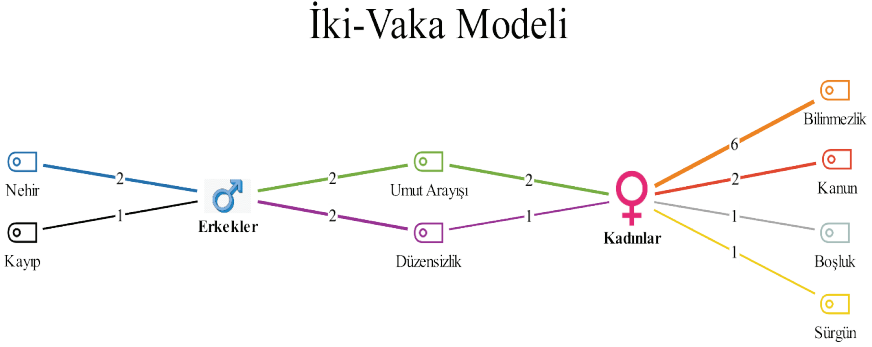 İki-Vaka Modeli
Bilinmezlik
6
Nehir
2
2
Umut Arayışı
2
2
Kanun
Kayıp
1
Erkekler
2
Düzensizlik
1
Kadınlar
1
Boşluk
1
Sürgün